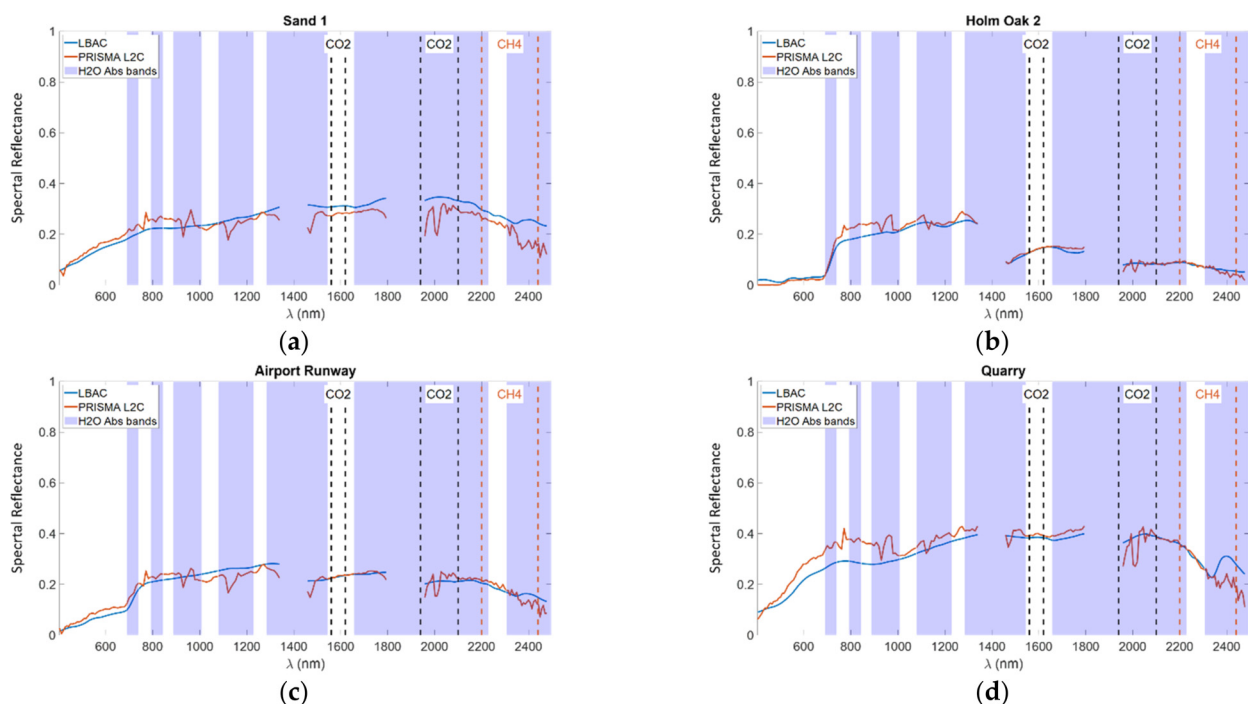 Sand 1
1
LBAC
PRISMA L2C
H2O Abs bands
CO2
CO2
CH4
0.8
0.6
0.4
0.2
0
Specrtal Reflectance
600 800 1000 1200 1400 1600 1800 2000 2200 2400
λ (nm)
(a)
Holm Oak 2
1
LBAC
PRISMA L2C
H2O Abs bands
CO2
CO2
CH4
0.8
0.6
0.4
0.2
0
Specrtal Reflectance
600 800 1000 1200 1400 1600 1800 2000 2200 2400
λ (nm)
(b)
Airport Runway
1
LBAC
PRISMA L2C
H2O Abs bands
CO2
CO2
CH4
0.8
0.6
0.4
0.2
0
Specrtal Reflectance
600 800 1000 1200 1400 1600 1800 2000 2200 2400
λ (nm)
(c)
Quarry
1
LBAC
PRISMA L2C
H2O Abs bands
CO2
CO2
CH4
0.8
0.6
0.4
0.2
0
Specrtal Reflectance
600 800 1000 1200 1400 1600 1800 2000 2200 2400
λ (nm)
(d)